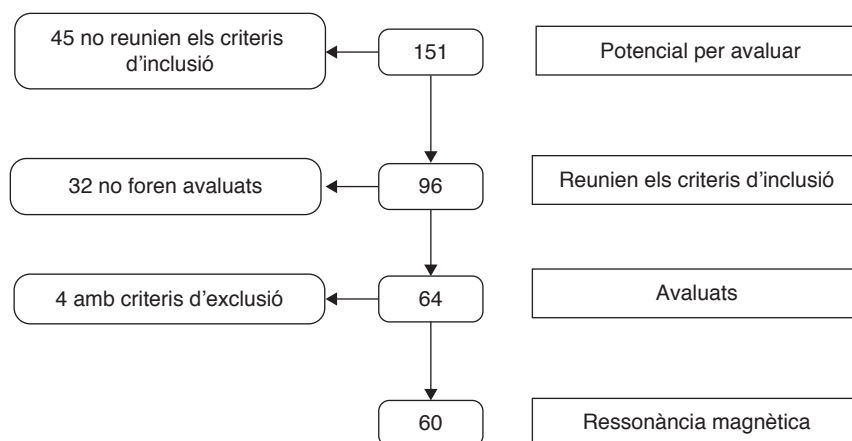 45 no reunien els criteris
d’inclusió
151
Potencial per avaluar
32 no foren avaluats
96
Reunien els criteris d’inclusió
4 amb criteris d’exclusió
64
Avaluats
60
Ressonància magnètica